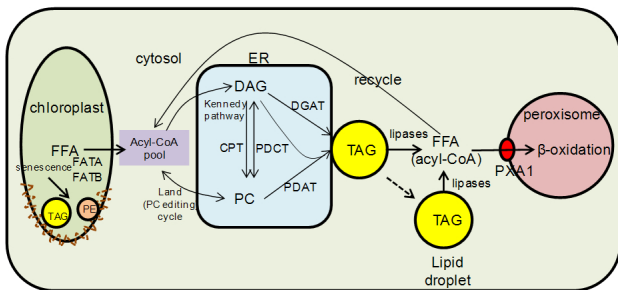 cytosol
ER
recycle
chloroplast
FFA
FATA
FATB
senescence
TAG
PE
Acyl-CoA
pool
Land
(PC editing)
cycle
DAG
Kennedy
pathway
DGAT
CPT
PDCT
PDAT
PC
TAG
lipases
FFA
(acyl-CoA)
lipases
TAG
Lipid
droplet
PXA1
peroxisome
β-oxidation